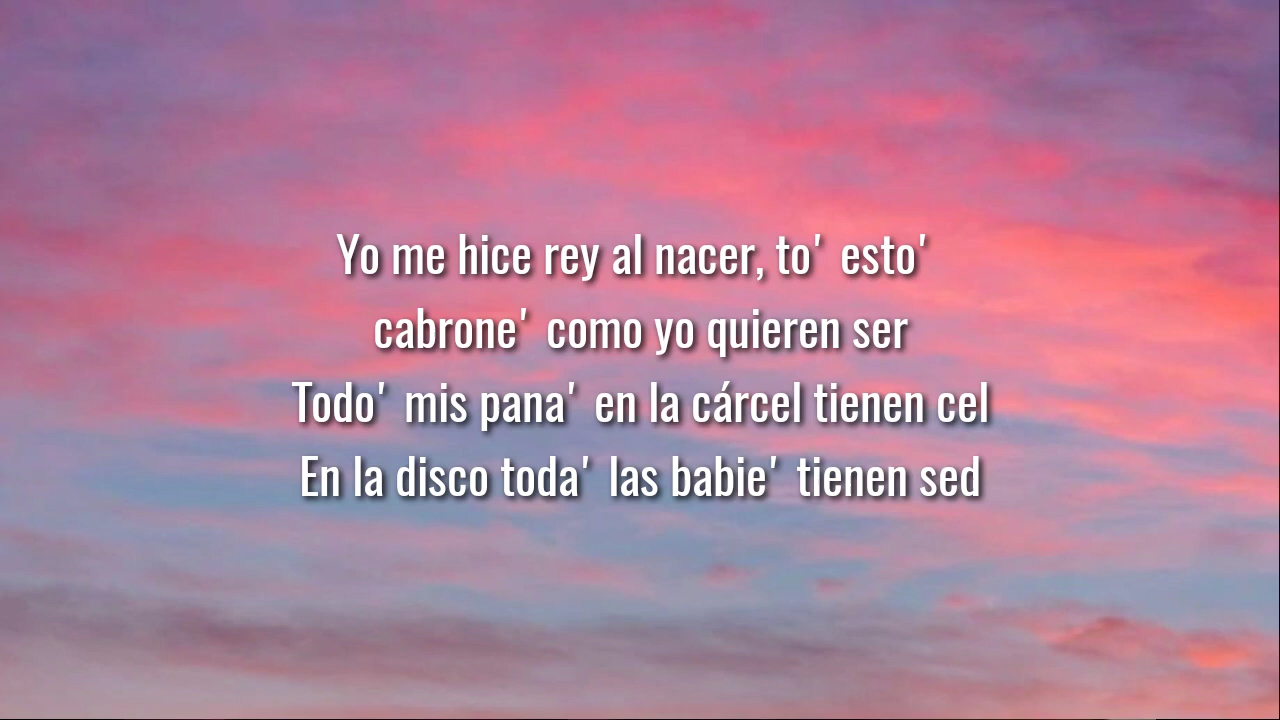 Yo me hice rey al nacer, to' esto'
cabrone' como yo quieren ser
Todo' mis pana' en la cárcel tienen cel
En la disco toda' las babie' tienen sed